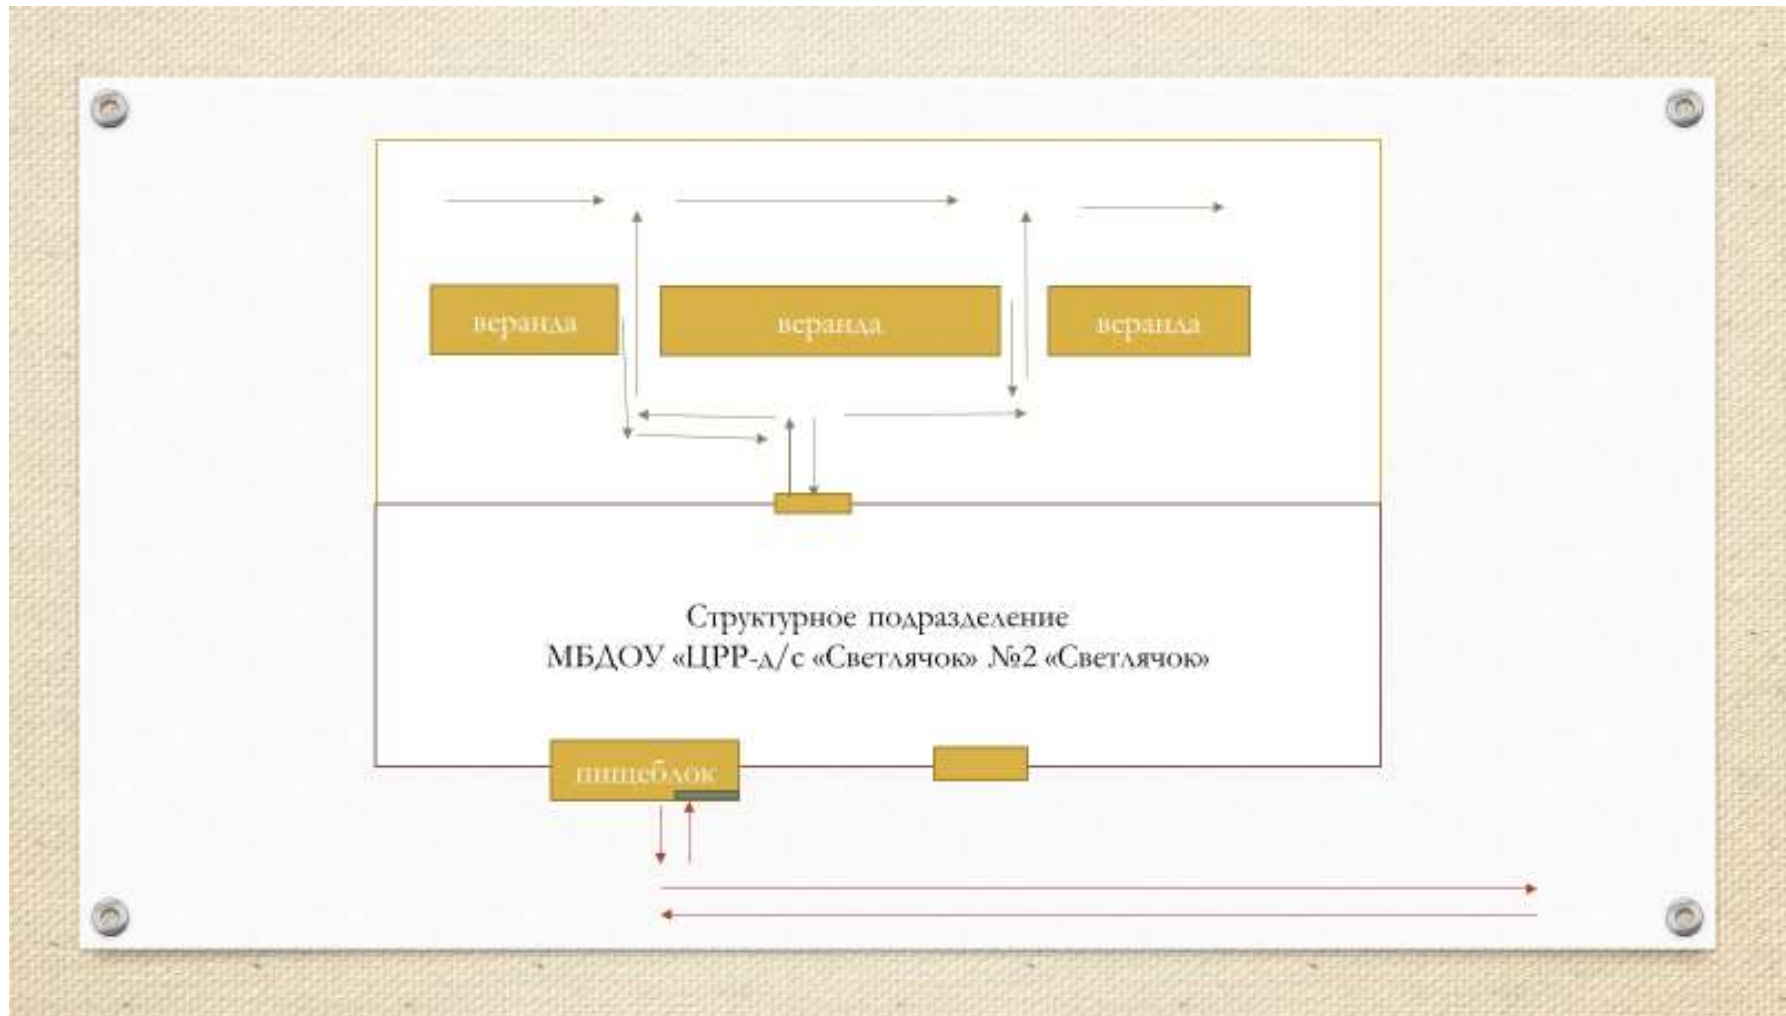 веранда
веранда
веранда
Структурное подразделение
МБДОУ «ЦРР-д/с «Светлячок» №2 «Светлячок»
пищеблок